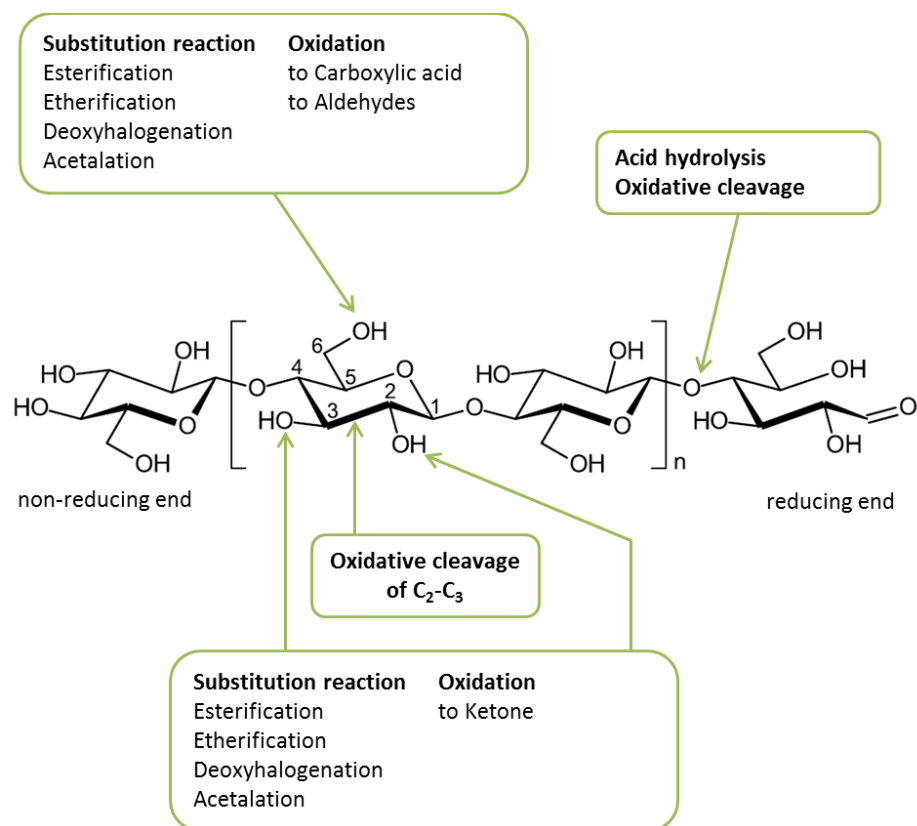 Substitution reaction Oxidation
Esterification to Carboxylic acid
Etherification to Aldehydes
Deoxyhalogenation
Acetalation
Acid hydrolysis
Oxidative cleavage
OH
OH
6
OH
OH
HO
4
5
O
HO
OH
HO
O
2
O
HO
O
3
1
O
O
HO
OH
O
HO
OH
OH
OH
n
non-reducing end
reducing end
Oxidative cleavage
of C₂-C₃
Substitution reaction Oxidation
Esterification to Ketone
Etherification
Deoxyhalogenation
Acetalation